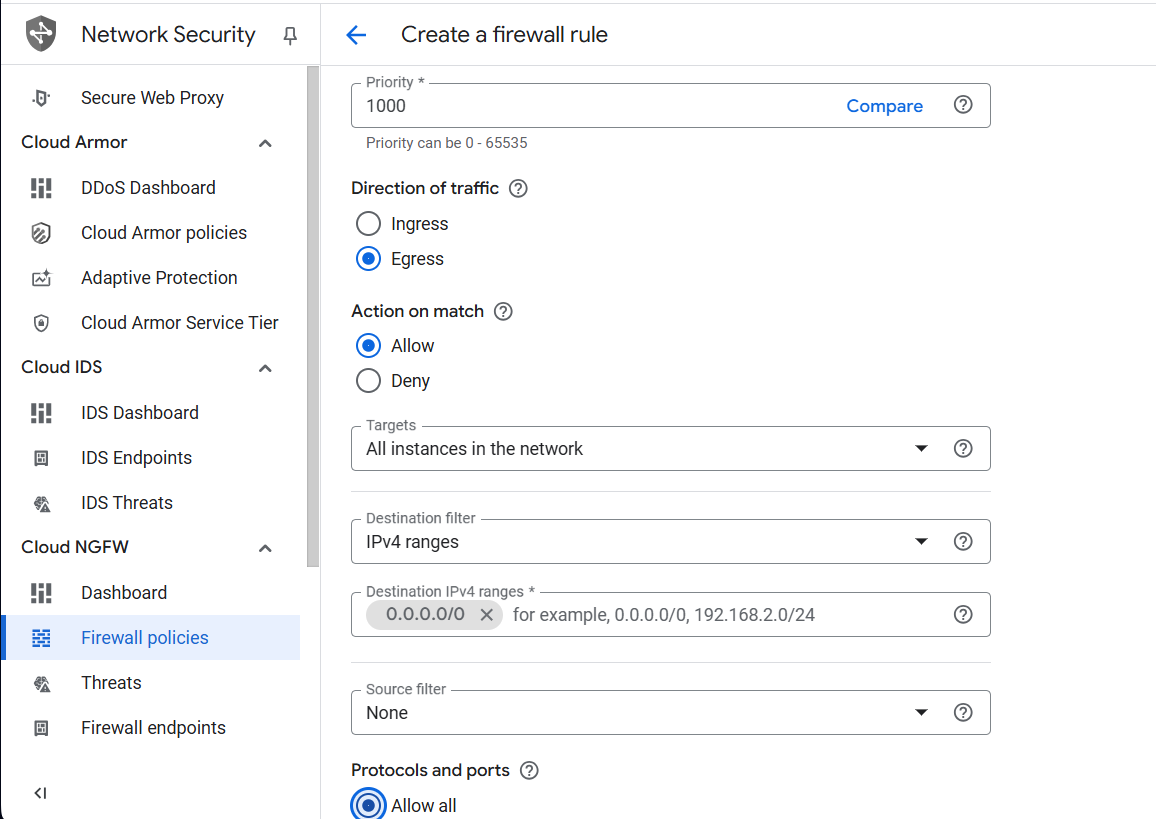 Network Security
Secure Web Proxy
Cloud Armor
DDoS Dashboard
Cloud Armor policies
Adaptive Protection
Cloud Armor Service Tier
Cloud IDS
IDS Dashboard
IDS Endpoints
IDS Threats
Cloud NGFW
Dashboard
Firewall policies
Threats
Firewall endpoints
Create a firewall rule
Priority *
1000 Compare
Priority can be 0 - 65535
Direction of traffic
Ingress
Egress
Action on match
Allow
Deny
Targets
All instances in the network
Destination filter
IPv4 ranges
Destination IPv4 ranges *
0.0.0.0/0 for example, 0.0.0.0/0, 192.168.2.0/24
Source filter
None
Protocols and ports
Allow all